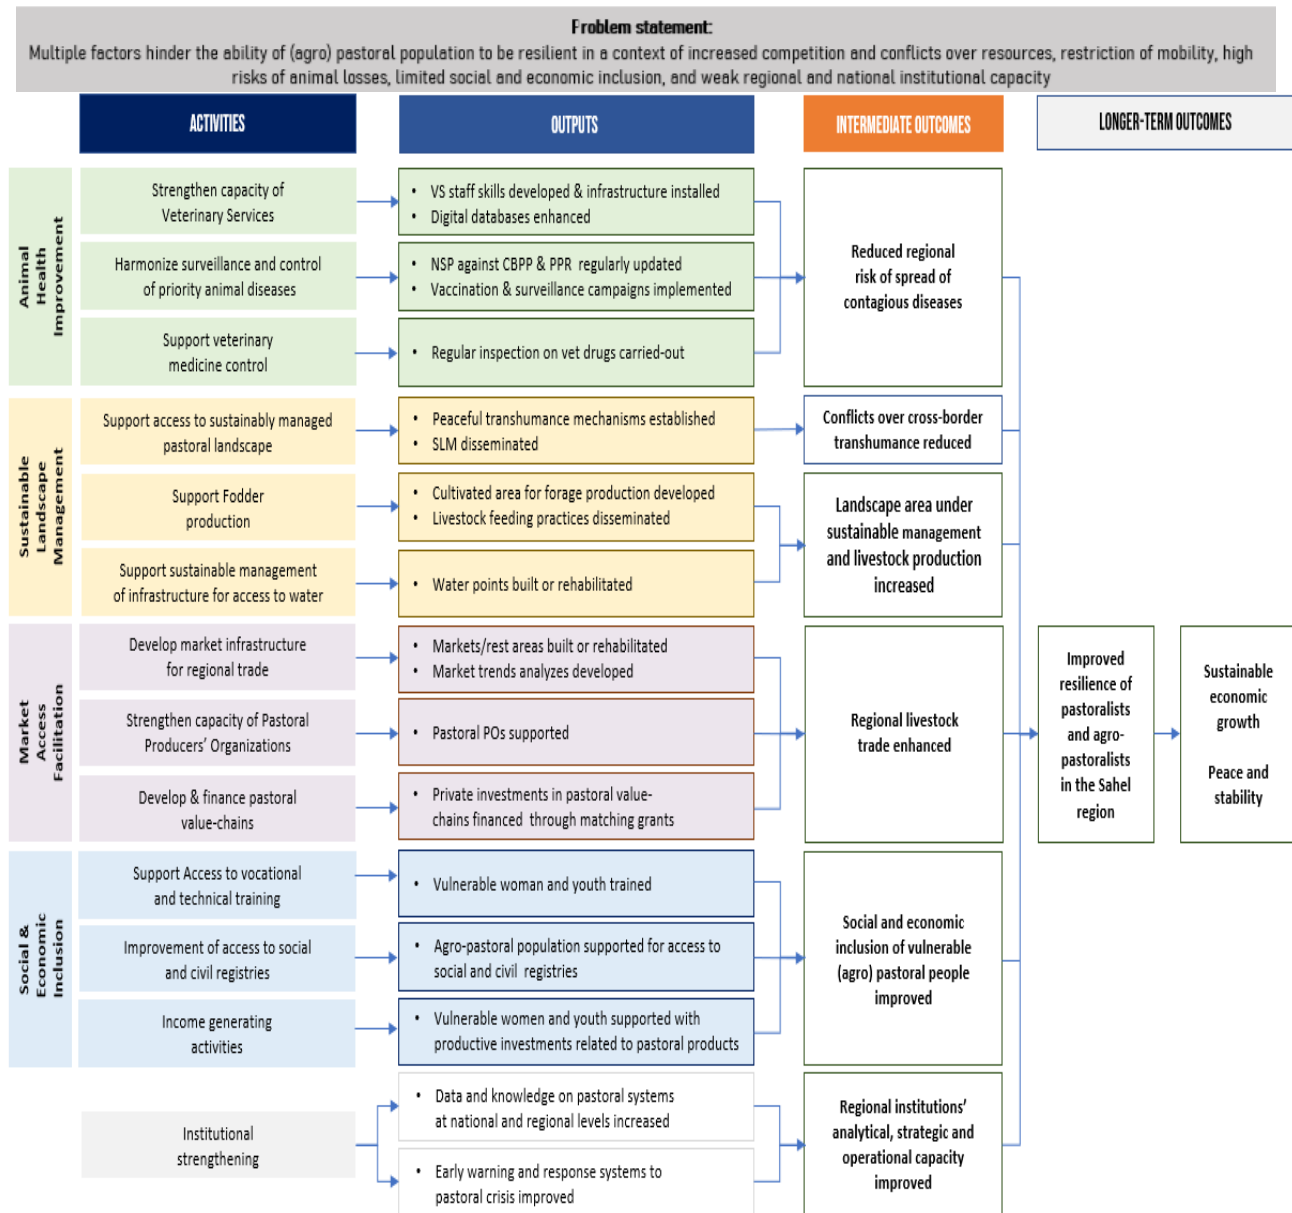 Problem statement:
Multiple factors hinder the ability of (agro) pastoral population to be resilient in a context of increased competition and conflicts over resources, restriction of mobility, high
risks of animal losses, limited social and economic inclusion, and weak regional and national institutional capacity
ACTIVITIES
OUTPUTS
INTERMEDIATE OUTCOMES
LONGER-TERM OUTCOMES
Animal
Health
Improvement
Strengthen capacity of
Veterinary Services
• VS staff skills developed & infrastructure installed
• Digital databases enhanced
Harmonize surveillance and control
of priority animal diseases
• NSP against CBPP & PPR regularly updated
• Vaccination & surveillance campaigns implemented
Support veterinary
medicine control
• Regular inspection on vet drugs carried-out
Reduced regional
risk of spread of
contagious diseases
Sustainable
Landscape
Management
Support access to sustainably managed
pastoral landscape
• Peaceful transhumance mechanisms established
• SLM disseminated
Conflicts over cross-border
transhumance reduced
Support Fodder
production
• Cultivated area for forage production developed
• Livestock feeding practices disseminated
Support sustainable management
of infrastructure for access to water
• Water points built or rehabilitated
Landscape area under
sustainable management
and livestock production
increased
Market
Access
Facilitation
Develop market infrastructure
for regional trade
• Markets/rest areas built or rehabilitated
• Market trends analyzes developed
Strengthen capacity of Pastoral
Producers' Organizations
• Pastoral POs supported
Develop & finance pastoral
value-chains
• Private investments in pastoral value-
chains financed through matching grants
Regional livestock
trade enhanced
Improved
resilience of
pastoralists
and agro-
pastoralists
in the Sahel
region
Sustainable
economic
growth
Peace and
stability
Social &
Economic
Inclusion
Support Access to vocational
and technical training
• Vulnerable woman and youth trained
Improvement of access to social
and civil registries
• Agro-pastoral population supported for access to
social and civil registries
Income generating
activities
• Vulnerable women and youth supported with
productive investments related to pastoral products
Social and economic
inclusion of vulnerable
(agro) pastoral people
improved
Institutional
strengthening
• Data and knowledge on pastoral systems
at national and regional levels increased
• Early warning and response systems to
pastoral crisis improved
Regional institutions'
analytical, strategic and
operational capacity
improved